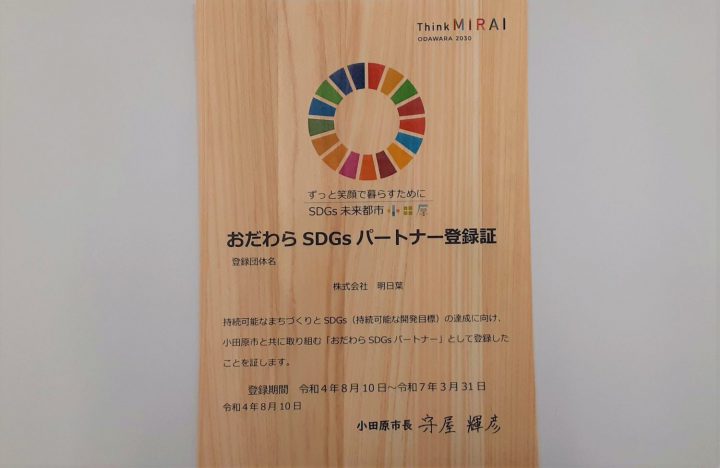 Think MIRAI
ODAWARA 2030
ずっと笑顔で暮らすために
SDGs 未来都市 小田原
おだわら SDGs パートナー登録証
登録団体名
株式会社 明日葉
持続可能なまちづくりと SDGs（持続可能な開発目標）の達成に向け、
小田原市と共に取り組む「おだわら SDGs パートナー」として登録した
ことを証します。
登録期間 令和４年８月１０日～令和７年３月３１日
令和４年８月１０日
小田原市長 守屋 輝彦